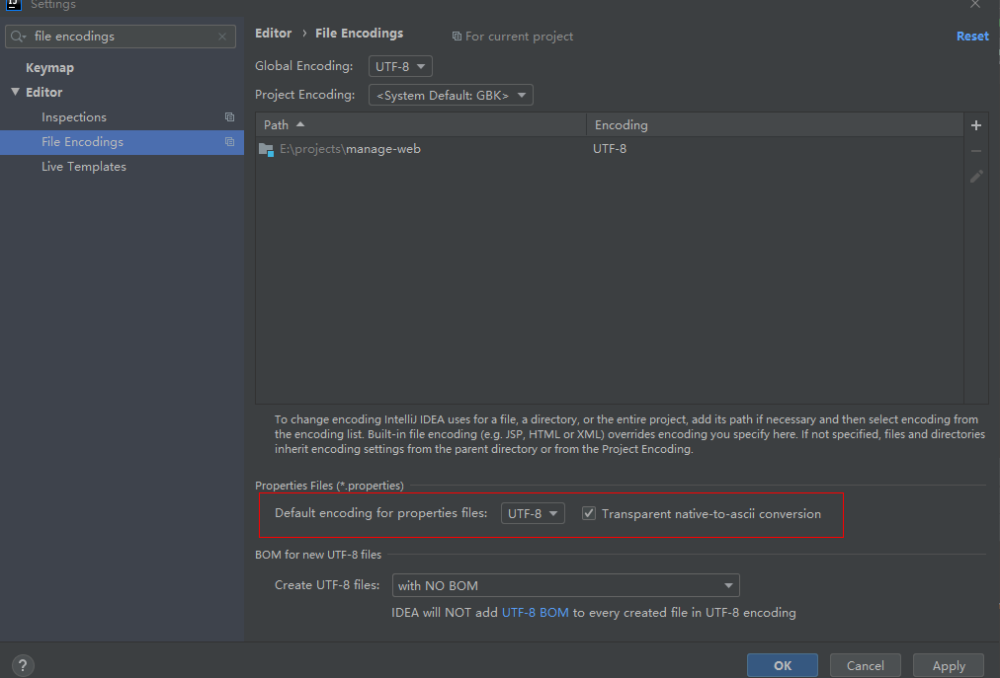 Settings
file encodings
Keymap
Editor
Inspections
File Encodings
Live Templates
Editor › File Encodings
For current project
Reset
Global Encoding: UTF-8
Project Encoding: <System Default: GBK>
Path Encoding
E:\projects\manage-web UTF-8
To change encoding IntelliJ IDEA uses for a file, a directory, or the entire project, add its path if necessary and then select encoding from
the encoding list. Built-in file encoding (e.g. JSP, HTML or XML) overrides encoding you specify here. If not specified, files and directories
inherit encoding settings from the parent directory or from the Project Encoding.
Properties Files (*.properties)
Default encoding for properties files: UTF-8 Transparent native-to-ascii conversion
BOM for new UTF-8 files
Create UTF-8 files: with NO BOM
IDEA will NOT add UTF-8 BOM to every created file in UTF-8 encoding
? OK Cancel Apply